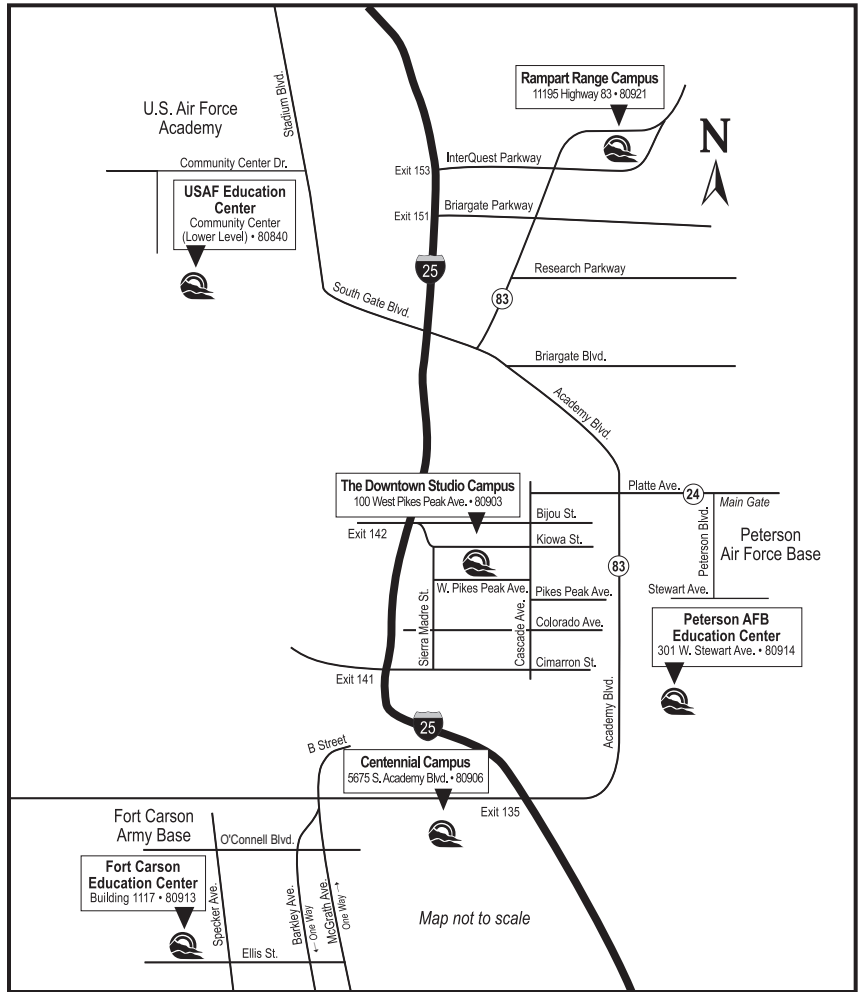 Stadium Blvd.
U.S. Air Force
Academy
Community Center Dr.
USAF Education
Center
Community Center
(Lower Level) • 80840
Rampart Range Campus
11195 Highway 83 • 80921
N
InterQuest Parkway
Exit 153
Briargate Parkway
Exit 151
25
Research Parkway
South Gate Blvd.
83
Briargate Blvd.
Academy Blvd.
The Downtown Studio Campus
100 West Pikes Peak Ave. • 80903
Platte Ave.
24
Main Gate
Bijou St.
Exit 142
Kiowa St.
Peterson Blvd.
Peterson
Air Force Base
83
W. Pikes Peak Ave.
Pikes Peak Ave.
Stewart Ave.
Sierra Madre St.
Cascade Ave.
Colorado Ave.
Peterson AFB
Education Center
301 W. Stewart Ave. • 80914
Cimarron St.
Exit 141
Academy Blvd.
25
B Street
Centennial Campus
5675 S. Academy Blvd. • 80906
Exit 135
Fort Carson
Army Base
O'Connell Blvd.
Fort Carson
Education Center
Building 1117 • 80913
Specker Ave.
Barkley Ave.
← One Way
McGrath Ave.
One Way →
Ellis St.
Map not to scale